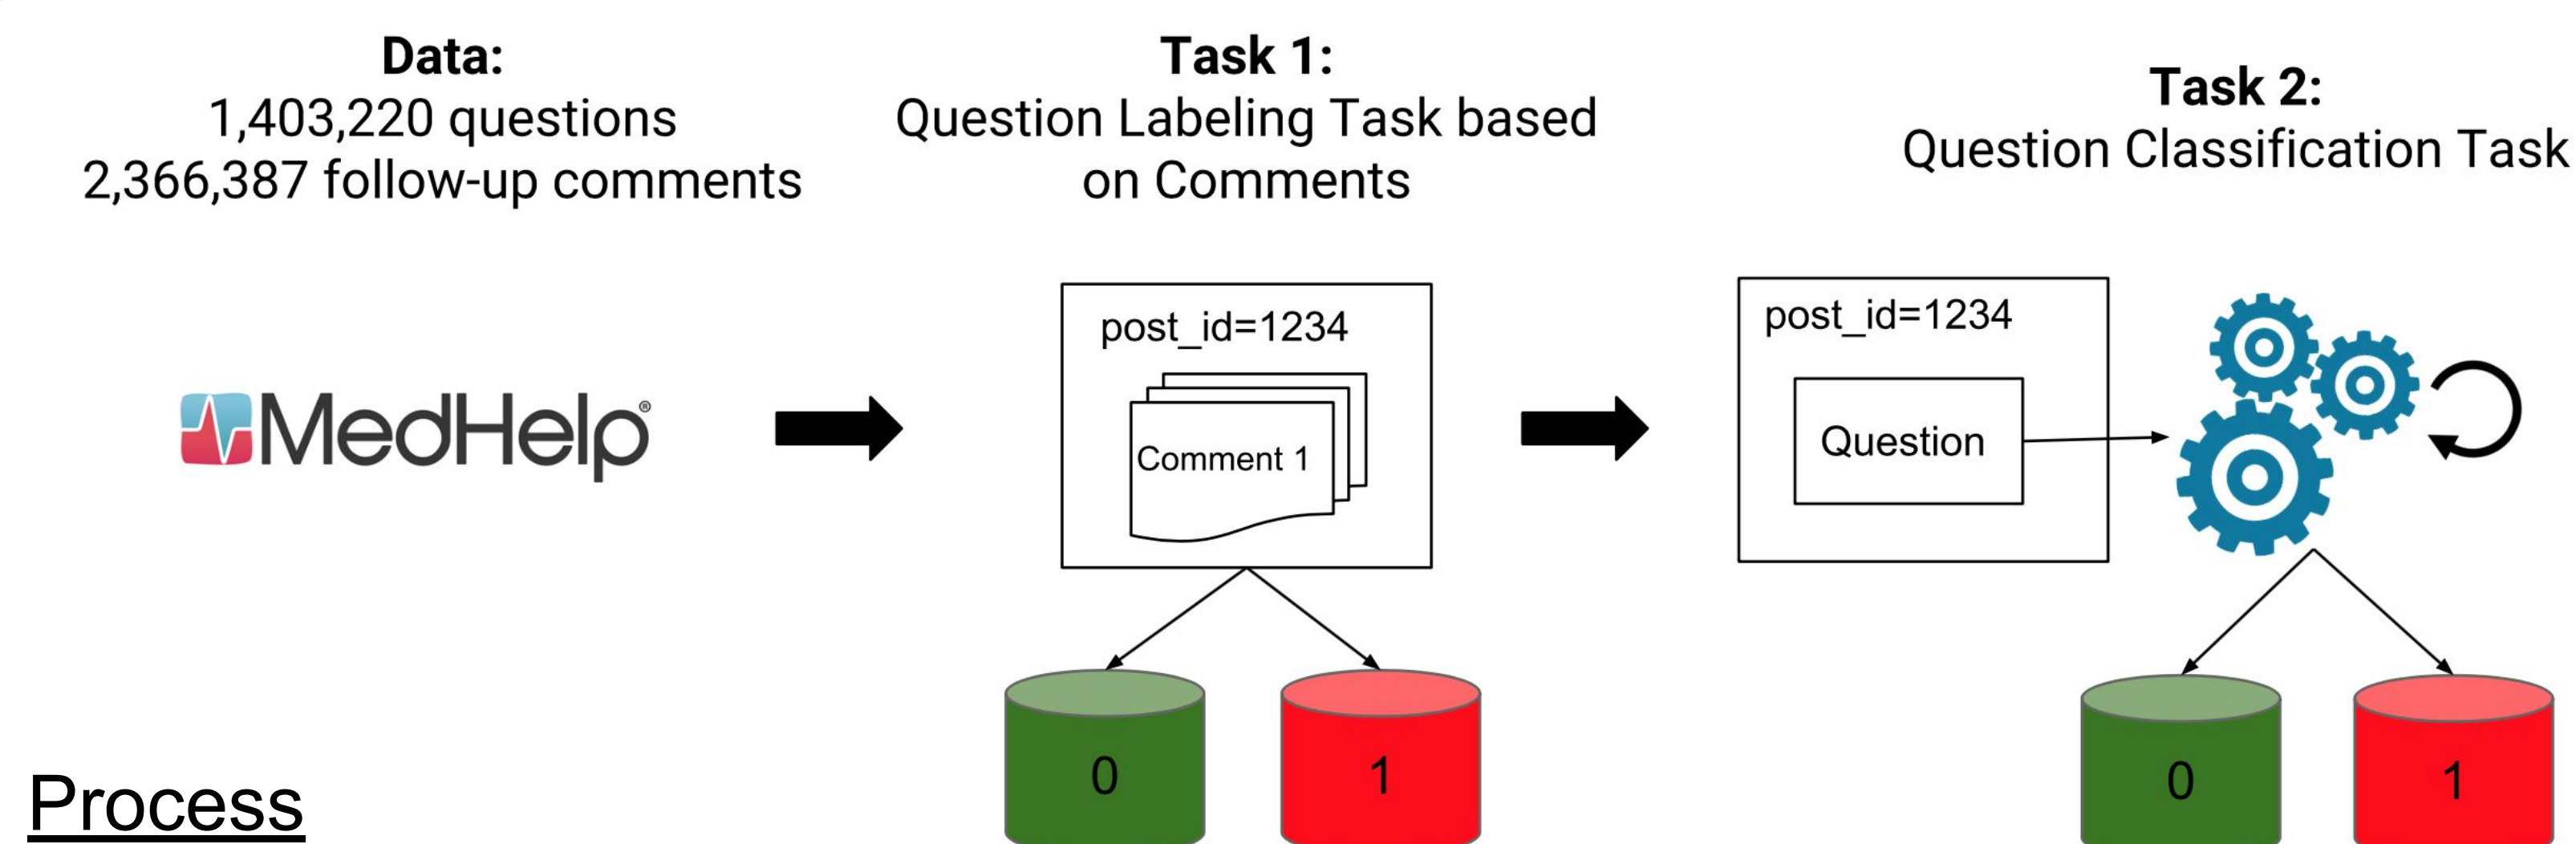 Data:
1,403,220 questions
2,366,387 follow-up comments
Task 1:
Question Labeling Task based
on Comments
Task 2:
Question Classification Task
MedHelp®
post_id=1234
Comment 1
post_id=1234
Question
0
1
0
1
Process